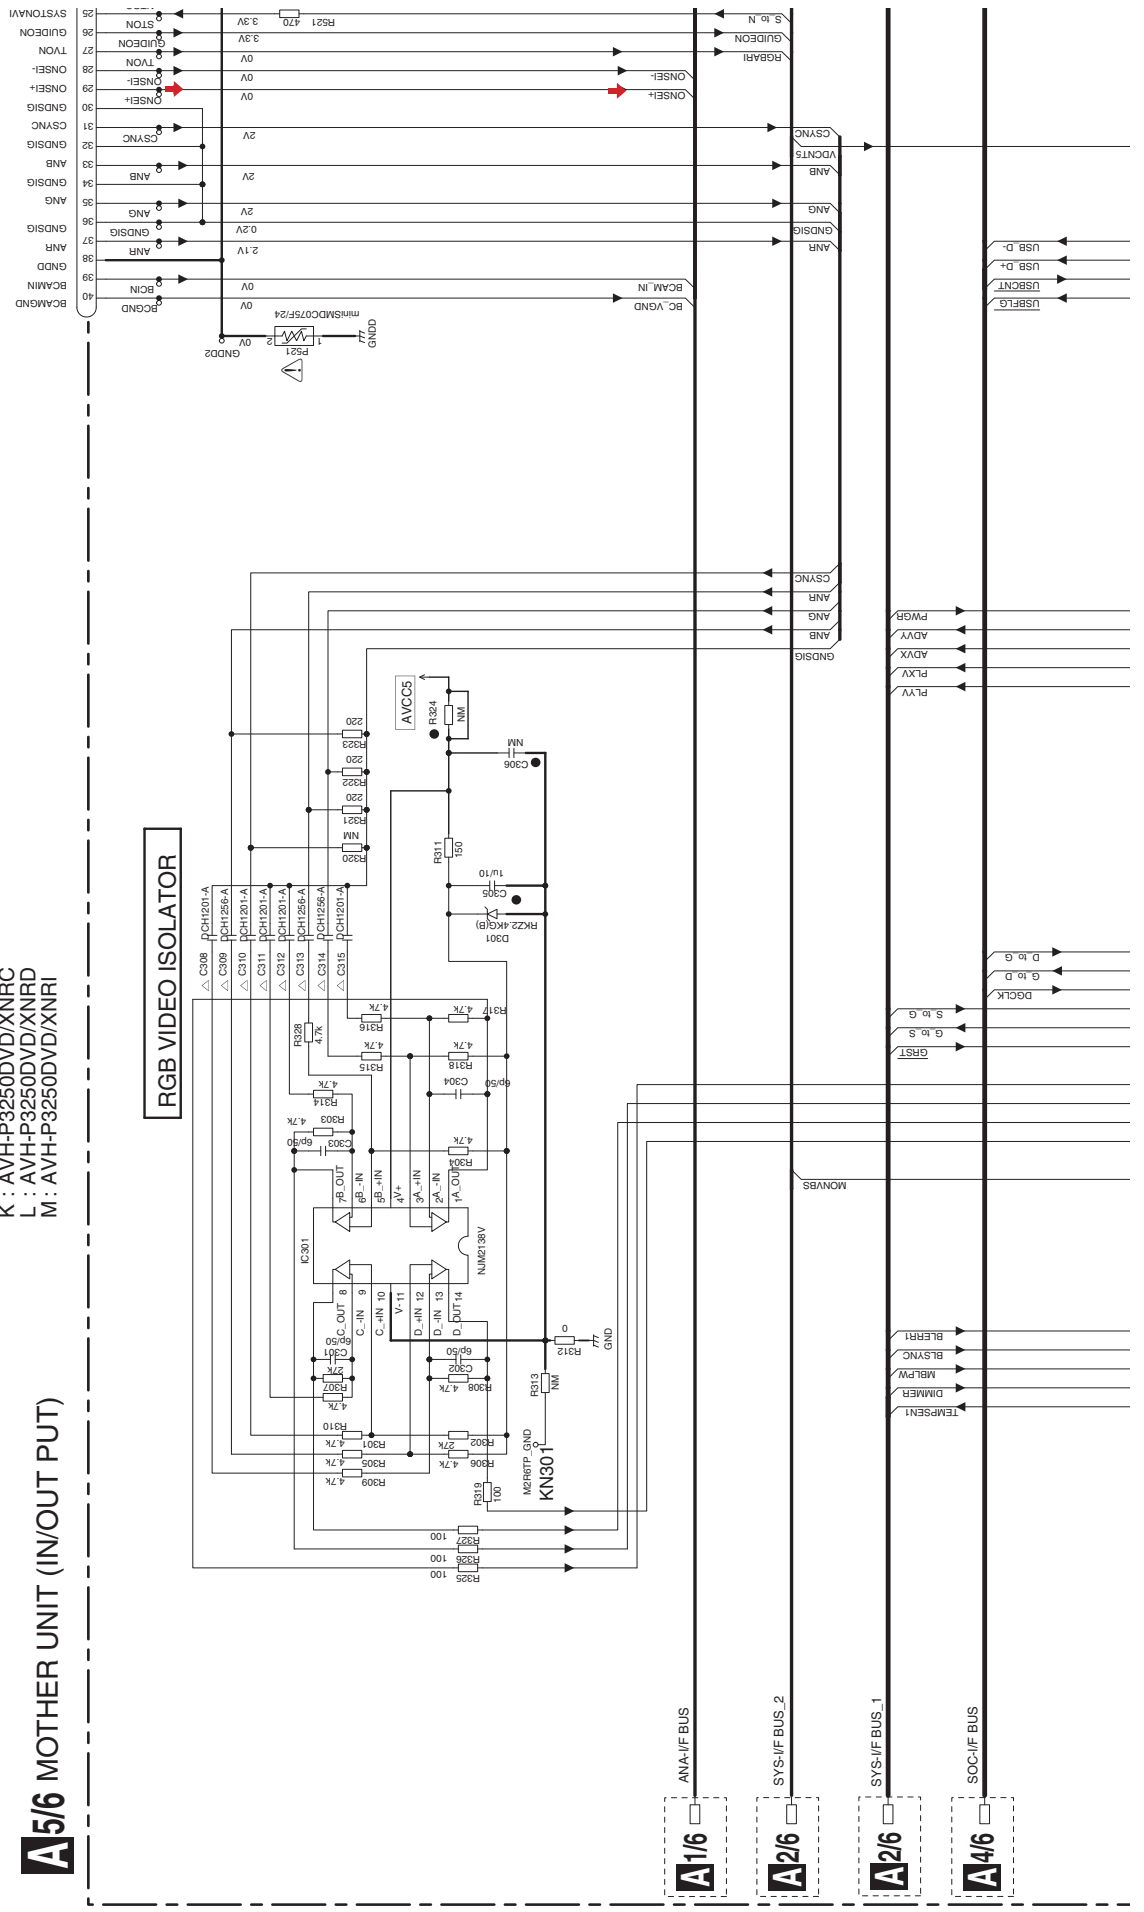 SYSTONAVI 25 STON 3.3V 470 R521 S_to_N
GUIDEON 26 GUIDEON 3.3V GUIDEON
TVON 27 TVON 0V RGBARI
ONSEI- 28 ONSEI- 0V ONSEI-
ONSEI+ 29 ONSEI+ 0V ONSEI+
GNDSIG 30
CSYNC 31 CSYNC 2V CSYNC
GNDSIG 32
VDCNT5
ANB 33 ANB 2V ANB
GNDSIG 34
ANG 35 ANG 2V ANG
GNDSIG 36 GNDSIG 0.2V GNDSIG
ANR 37 ANR 2.1V ANR
GNDD 38
BCAMIN 39 BCIN 0V BCAM_IN
BCAMGND 40 BCGND 0V BC_VGND
USB_D-
USB_D+
USBCNT
USBFLG
GNDD2 0V 2 P521 1 miniSMDC075F/24 GNDD
CSYNC
ANR
ANG
ANB
GNDSIG
PWGR
ADVY
ADVX
PLXV
PLYV
K : AVH-P3250DVD/XNRC
L : AVH-P3250DVD/XNRD
M : AVH-P3250DVD/XNRI
RGB VIDEO ISOLATOR
AVCC5
R324 NM
C306 NM
R323 220
R322 220
R321 220
R320 NM
R311 150
C305 1u/10
D301 RKZ2.4KG(B)
C308 DCH1201-A
C309 DCH1256-A
C310 DCH1201-A
C311 DCH1201-A
C312 DCH1201-A
C313 DCH1256-A
C314 DCH1256-A
C315 DCH1201-A
R328 4.7k
R316 4.7k
R317 4.7k
R315 4.7k
R318 4.7k
C304 6p/50
R314 4.7k
R303 4.7k
C303 6p/50
R304 4.7k
D_to_G
G_to_D
DGCLK
S_to_G
G_to_S
GRST
MONVBS
IC301
NJM2138V
7 B_OUT
6 B_-IN
5 B_+IN
4 V+
3 A_+IN
2 A_-IN
1 A_OUT
C_OUT 8
C_-IN 9
C_+IN 10
V- 11
D_+IN 12
D_-IN 13
D_OUT 14
C301 6p/50
R307 27k
R310 4.7k
C302 6p/50
R308 4.7k
R301 4.7k
R305 4.7k
R309 4.7k
R302 27k
R306 4.7k
R312 0
GND
R313 NM
M2R6TP_GND
KN301
R319 100
R327 100
R326 100
R325 100
BLERR1
BLSYNC
MBLPW
DIMMER
TEMPSEN1
A 5/6 MOTHER UNIT (IN/OUT PUT)
ANA-I/F BUS
A 1/6
SYS-I/F BUS_2
A 2/6
SYS-I/F BUS_1
A 2/6
SOC-I/F BUS
A 4/6